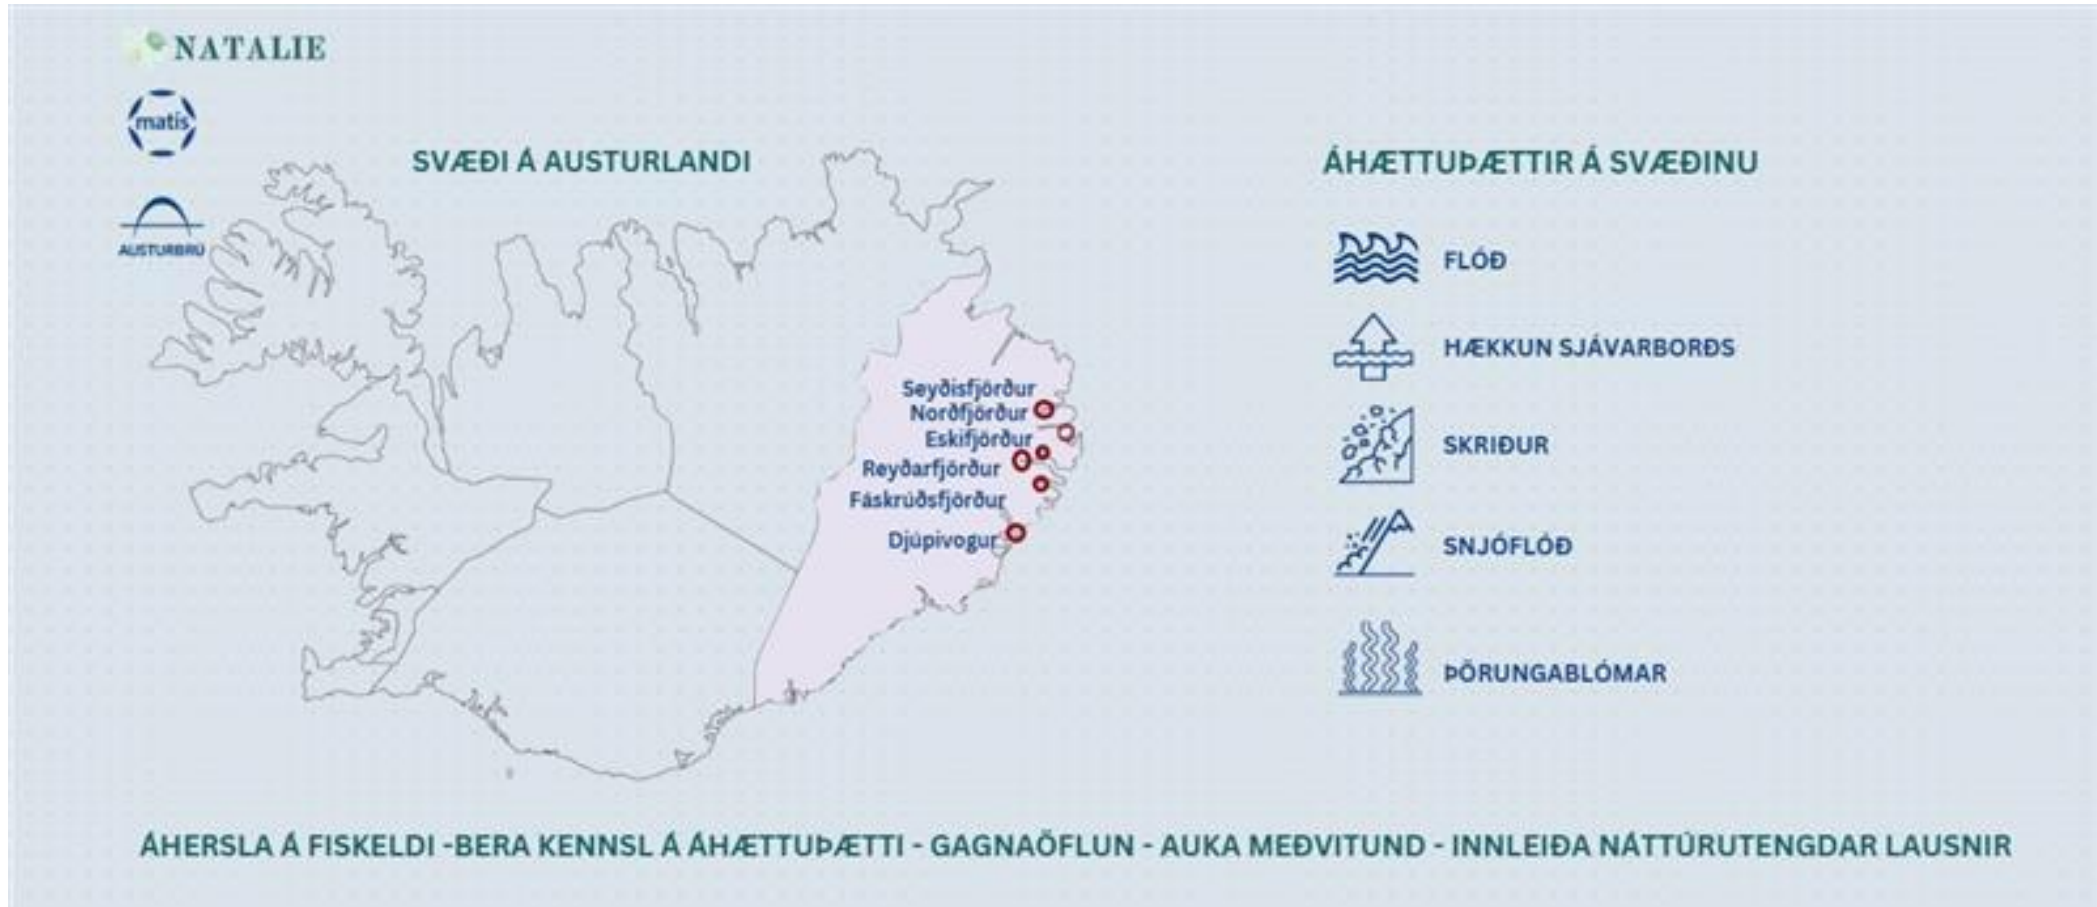 NATALIE
matís
AUSTURBRÚ
SVÆÐI Á AUSTURLANDI
Seyðisfjörður
Norðfjörður
Eskifjörður
Reyðarfjörður
Fáskrúðsfjörður
Djúpivogur
ÁHÆTTUÞÆTTIR Á SVÆÐINU
FLÓÐ
HÆKKUN SJÁVARBORÐS
SKRIÐUR
SNJÓFLÓÐ
ÞÖRUNGABLÓMAR
ÁHERSLA Á FISKELDI -BERA KENNSL Á ÁHÆTTUÞÆTTI - GAGNAÖFLUN - AUKA MEÐVITUND - INNLEIÐA NÁTTÚRUTENGDAR LAUSNIR